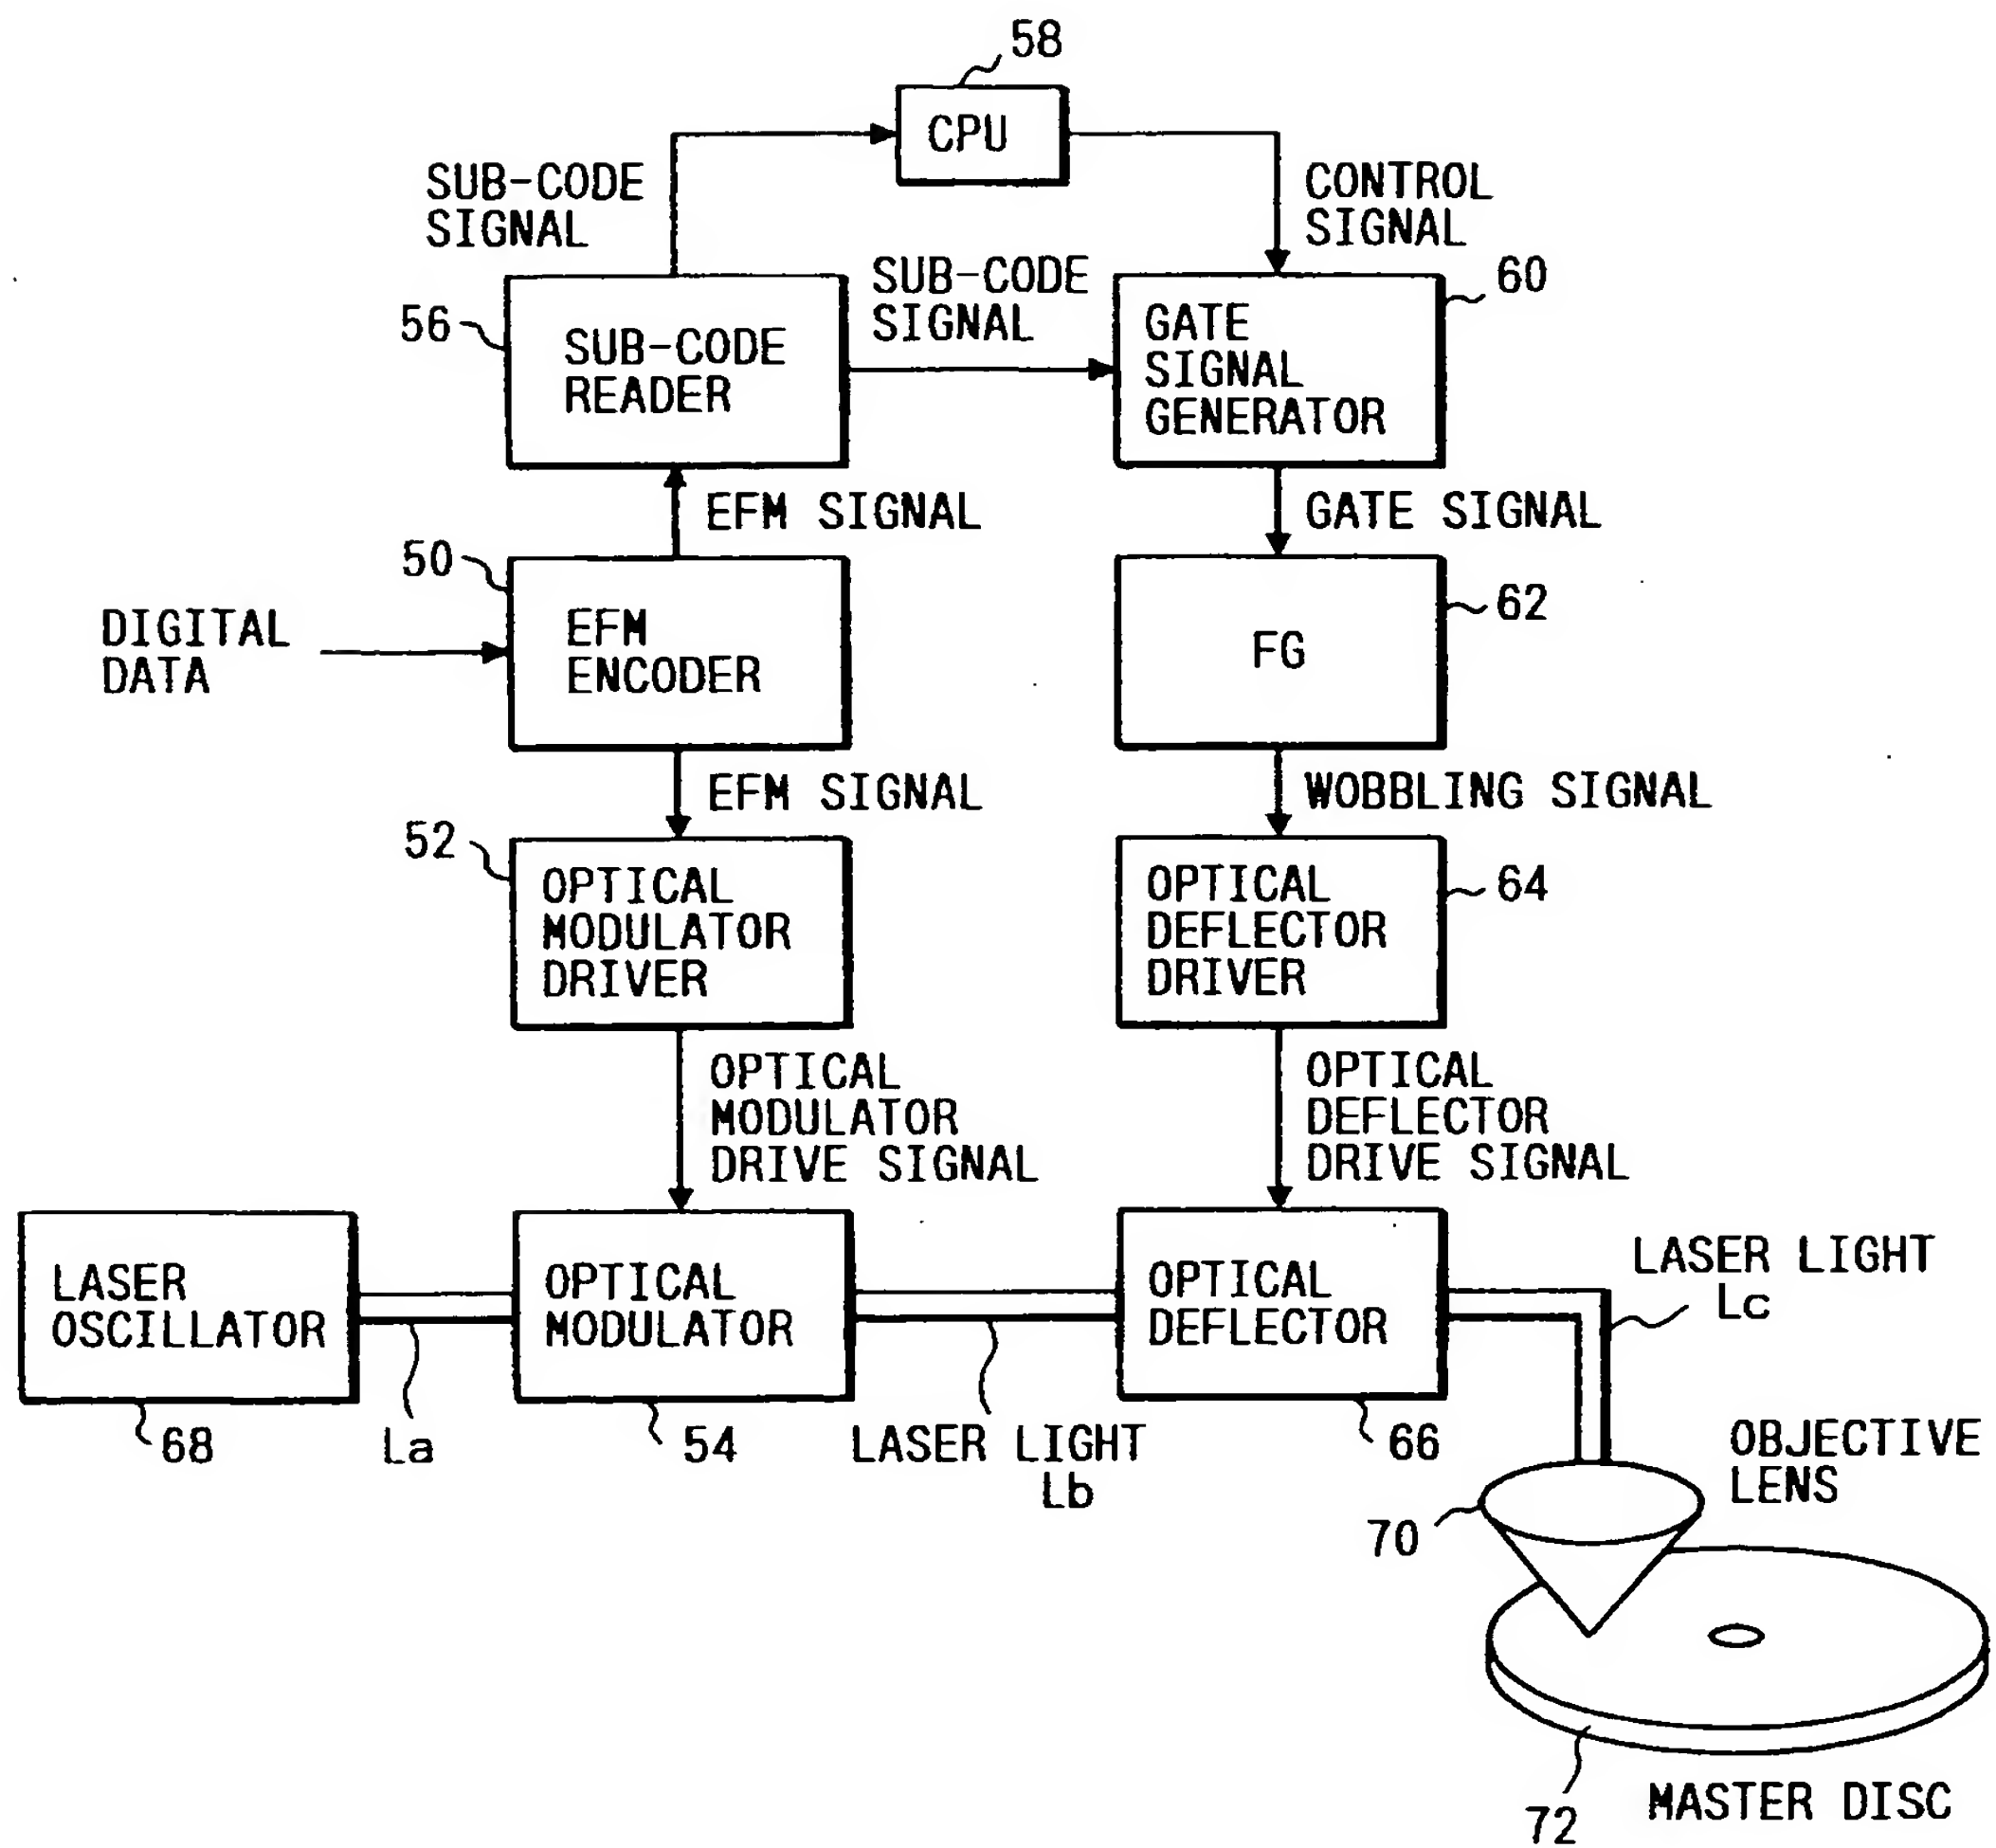 58
CPU
SUB-CODE
SIGNAL
CONTROL
SIGNAL
SUB-CODE
SIGNAL
60
56
SUB-CODE
READER
GATE
SIGNAL
GENERATOR
EFM SIGNAL
GATE SIGNAL
50
62
DIGITAL
DATA
EFM
ENCODER
FG
EFM SIGNAL
WOBBLING SIGNAL
52
OPTICAL
MODULATOR
DRIVER
OPTICAL
DEFLECTOR
DRIVER
64
OPTICAL
MODULATOR
DRIVE SIGNAL
OPTICAL
DEFLECTOR
DRIVE SIGNAL
LASER
OSCILLATOR
OPTICAL
MODULATOR
OPTICAL
DEFLECTOR
LASER LIGHT
Lc
68
La
54
LASER LIGHT
Lb
66
OBJECTIVE
LENS
70
72
MASTER DISC